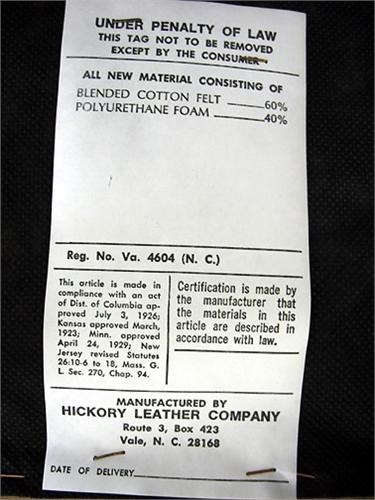 UNDER PENALTY OF LAW
THIS TAG NOT TO BE REMOVED
EXCEPT BY THE CONSUMER
ALL NEW MATERIAL CONSISTING OF
BLENDED COTTON FELT ______60%
POLYURETHANE FOAM ______40%
Reg. No. Va. 4604 (N. C.)
This article is made in
compliance with an act
of Dist. of Columbia ap-
proved July 3, 1926;
Kansas approved March,
1923; Minn. approved
April 24, 1929; New
Jersey revised Statutes
26:10-6 to 18, Mass. G.
L. Sec. 270, Chap. 94.
Certification is made by
the manufacturer that
the materials in this
article are described in
accordance with law.
MANUFACTURED BY
HICKORY LEATHER COMPANY
Route 3, Box 423
Vale, N. C. 28168
DATE OF DELIVERY